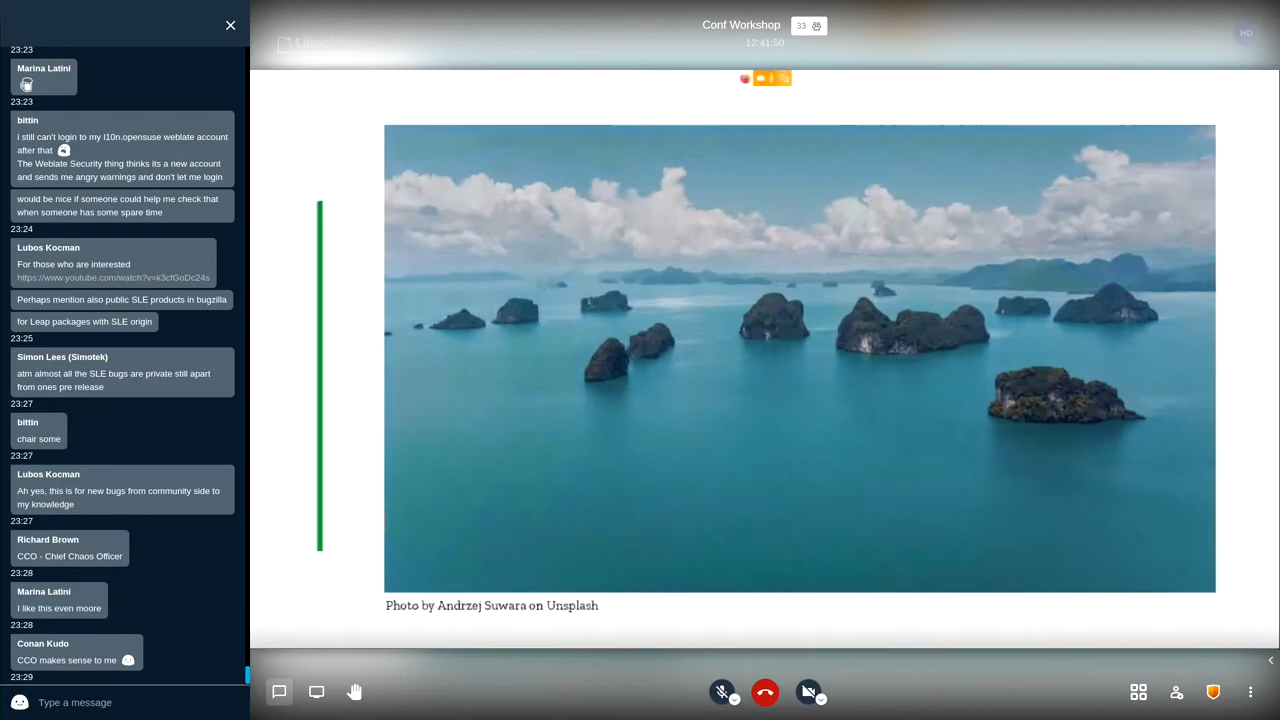 23:23
Marina Latini
23:23
bittin
i still can't login to my l10n.opensuse weblate account
after that
The Weblate Security thing thinks its a new account
and sends me angry warnings and don't let me login
would be nice if someone could help me check that
when someone has some spare time
23:24
Lubos Kocman
For those who are interested
https://www.youtube.com/watch?v=k3cfGoDc24s
Perhaps mention also public SLE products in bugzilla
for Leap packages with SLE origin
23:25
Simon Lees (Simotek)
atm almost all the SLE bugs are private still apart
from ones pre release
23:27
bittin
chair some
23:27
Lubos Kocman
Ah yes, this is for new bugs from community side to
my knowledge
23:27
Richard Brown
CCO - Chief Chaos Officer
23:28
Marina Latini
I like this even moore
23:28
Conan Kudo
CCO makes sense to me
23:29
Type a message
Conf Workshop
33
12:41:50
HD
Photo by Andrzej Suwara on Unsplash